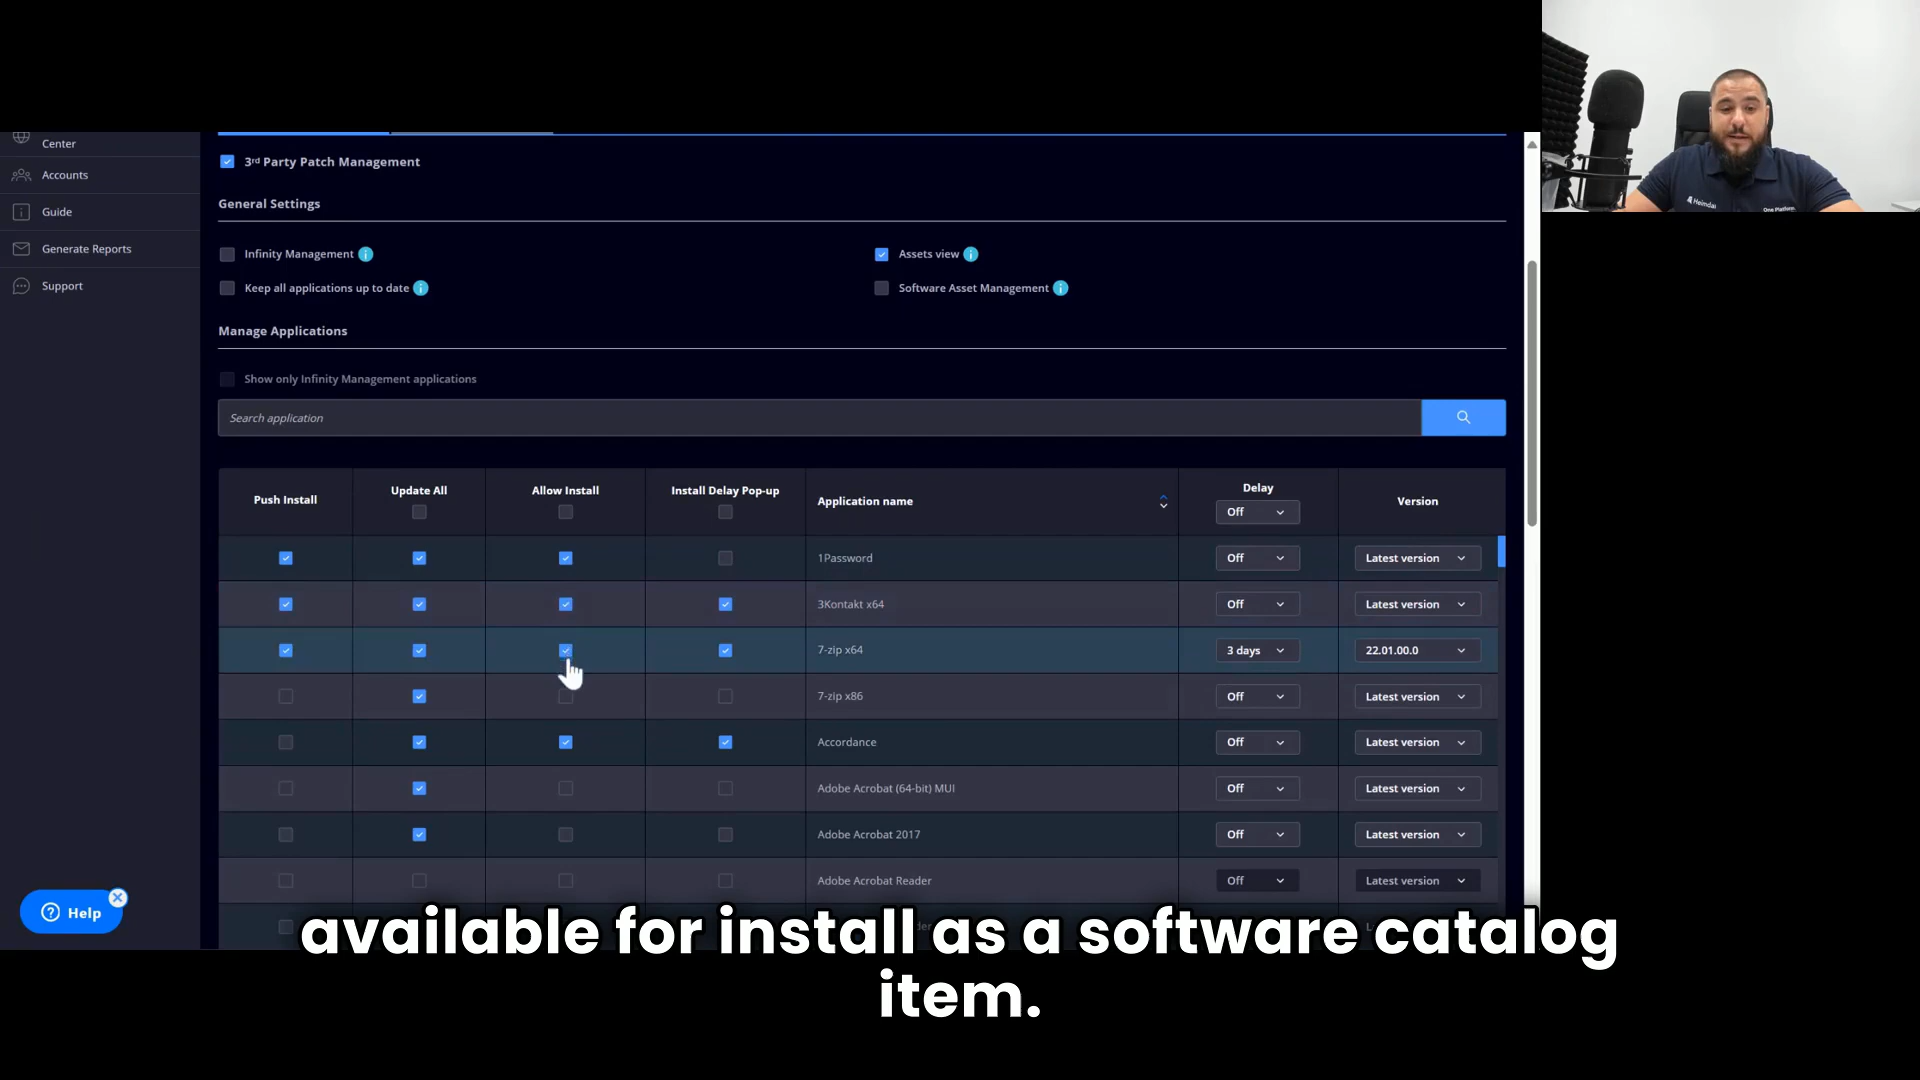 Center
Accounts
Guide
Generate Reports
Support
Help
3rd Party Patch Management
General Settings
Infinity Management
Assets view
Keep all applications up to date
Software Asset Management
Manage Applications
Show only Infinity Management applications
Search application
Push Install Update All Allow Install Install Delay Pop-up Application name Delay Off Version
1Password Off Latest version
3Kontakt x64 Off Latest version
7-zip x64 3 days 22.01.00.0
7-zip x86 Off Latest version
Accordance Off Latest version
Adobe Acrobat (64-bit) MUI Off Latest version
Adobe Acrobat 2017 Off Latest version
Adobe Acrobat Reader Off Latest version
Heimdal
One Platform.
available for install as a software catalog
item.